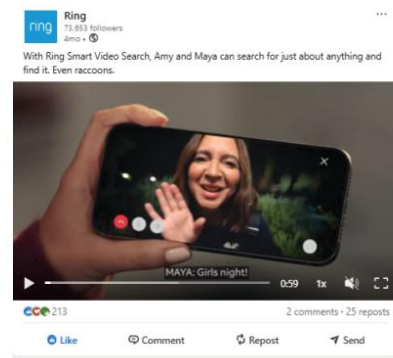 ring
Ring
73,653 followers
4mo •
With Ring Smart Video Search, Amy and Maya can search for just about anything and
find it. Even raccoons.
MAYA: Girls night!
0:59 1x
213
2 comments • 25 reposts
Like Comment Repost Send